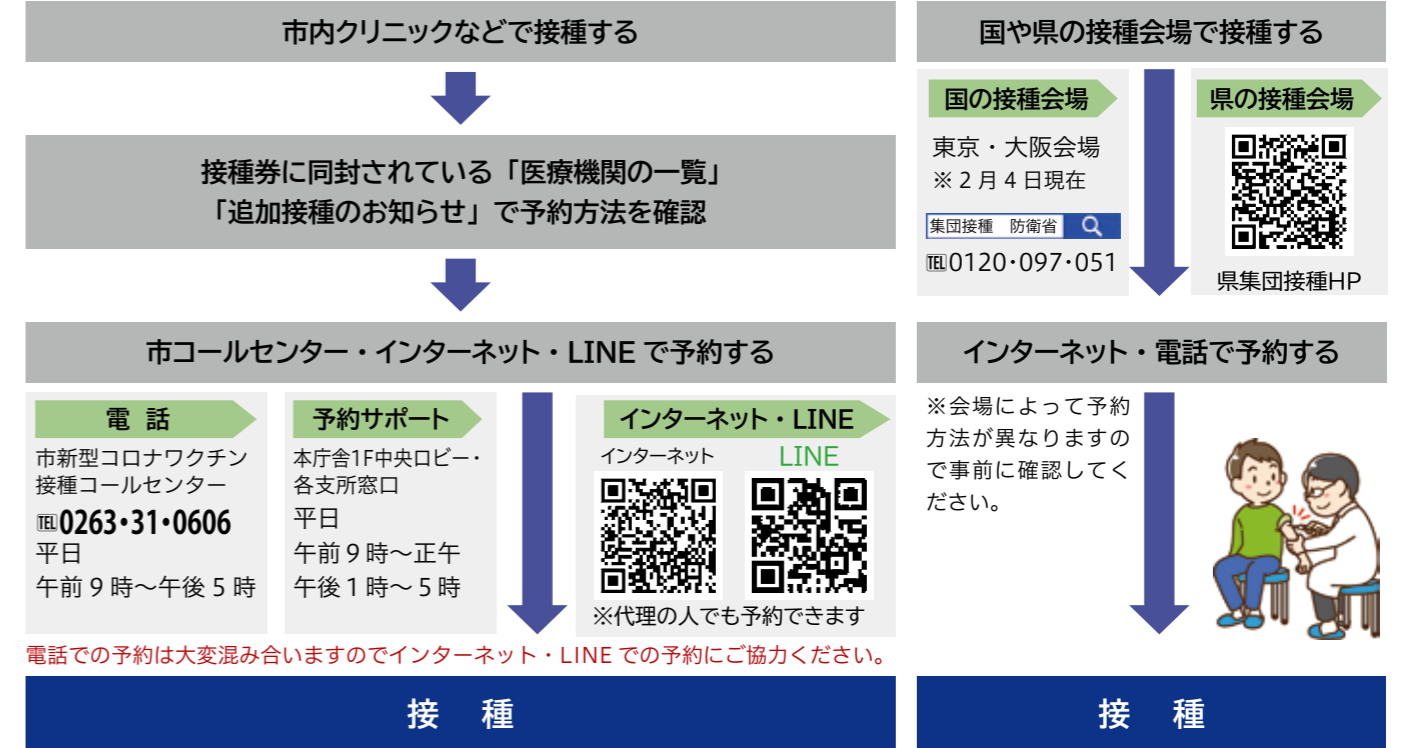 市内クリニックなどで接種する
接種券に同封されている「医療機関の一覧」
「追加接種のお知らせ」で予約方法を確認
市コールセンター・インターネット・LINE で予約する
電 話
市新型コロナワクチン
接種コールセンター
℡0263・31・0606
平日
午前9時～午後5時
予約サポート
本庁舎1F中央ロビー・
各支所窓口
平日
午前9時～正午
午後1時～5時
インターネット・LINE
インターネット
LINE
※代理の人でも予約できます
電話での予約は大変混み合いますのでインターネット・LINE での予約にご協力ください。
接 種
国や県の接種会場で接種する
国の接種会場
東京・大阪会場
※2月4日現在
集団接種 防衛省
℡0120・097・051
県の接種会場
県集団接種HP
インターネット・電話で予約する
※会場によって予約
方法が異なりますの
で事前に確認してく
ださい。
接 種